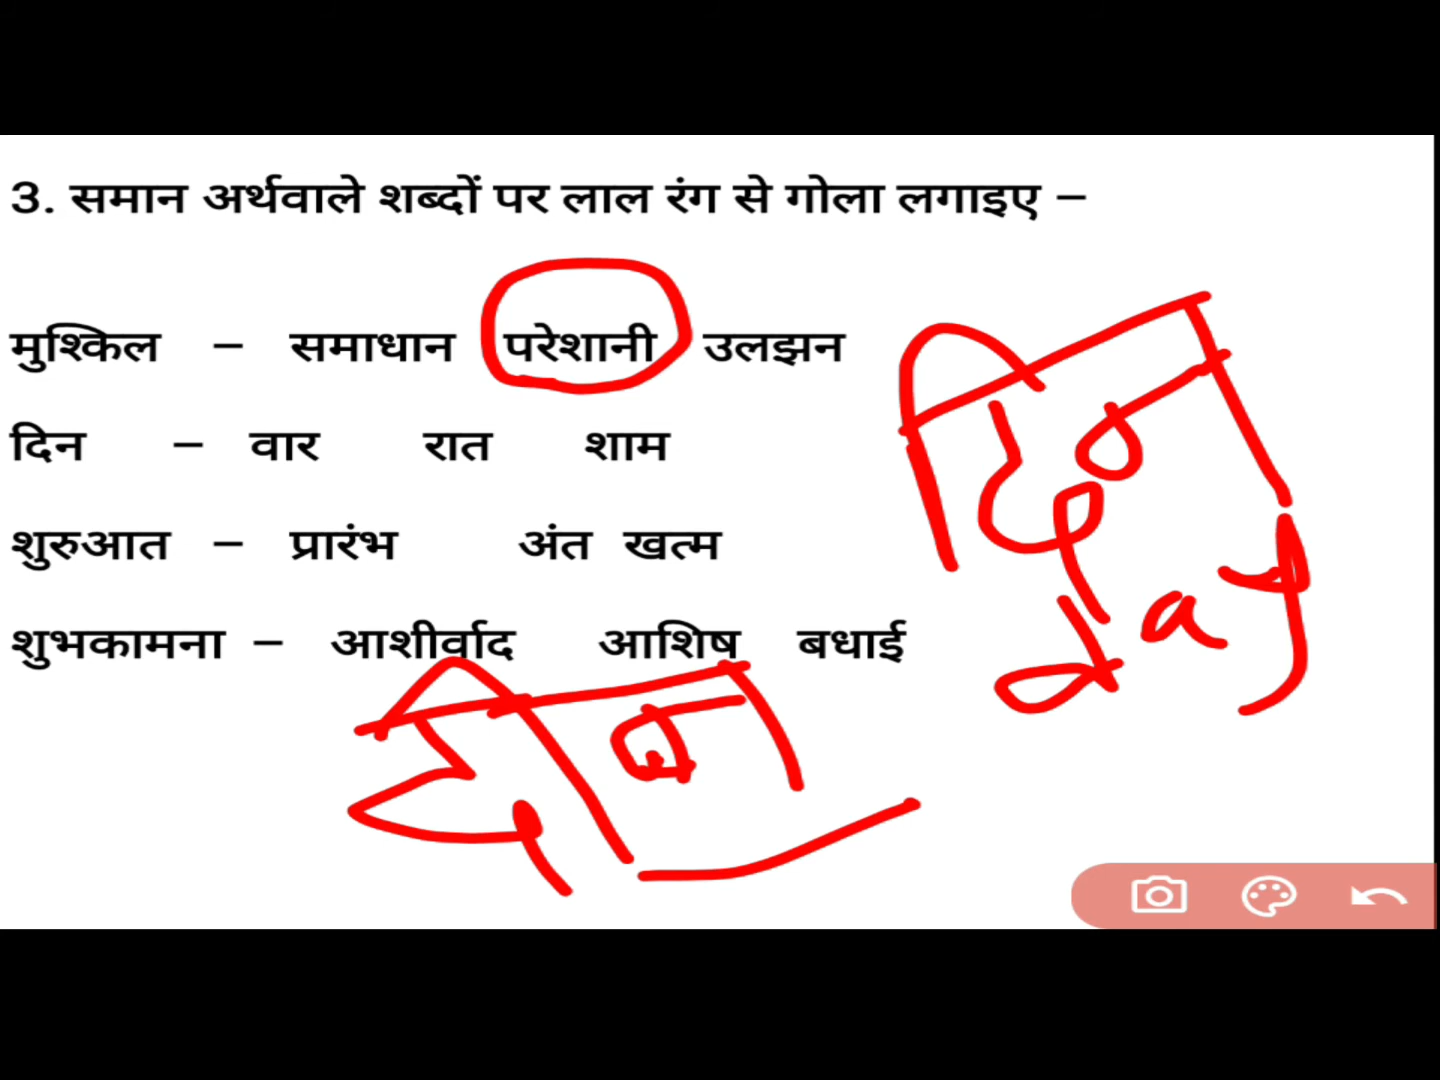 3. समान अर्थवाले शब्दों पर लाल रंग से गोला लगाइए –
मुश्किल – समाधान परेशानी उलझन
दिन – वार रात शाम
शुरुआत – प्रारंभ अंत खत्म
शुभकामना – आशीर्वाद आशिष बधाई
दिन
day
दीन